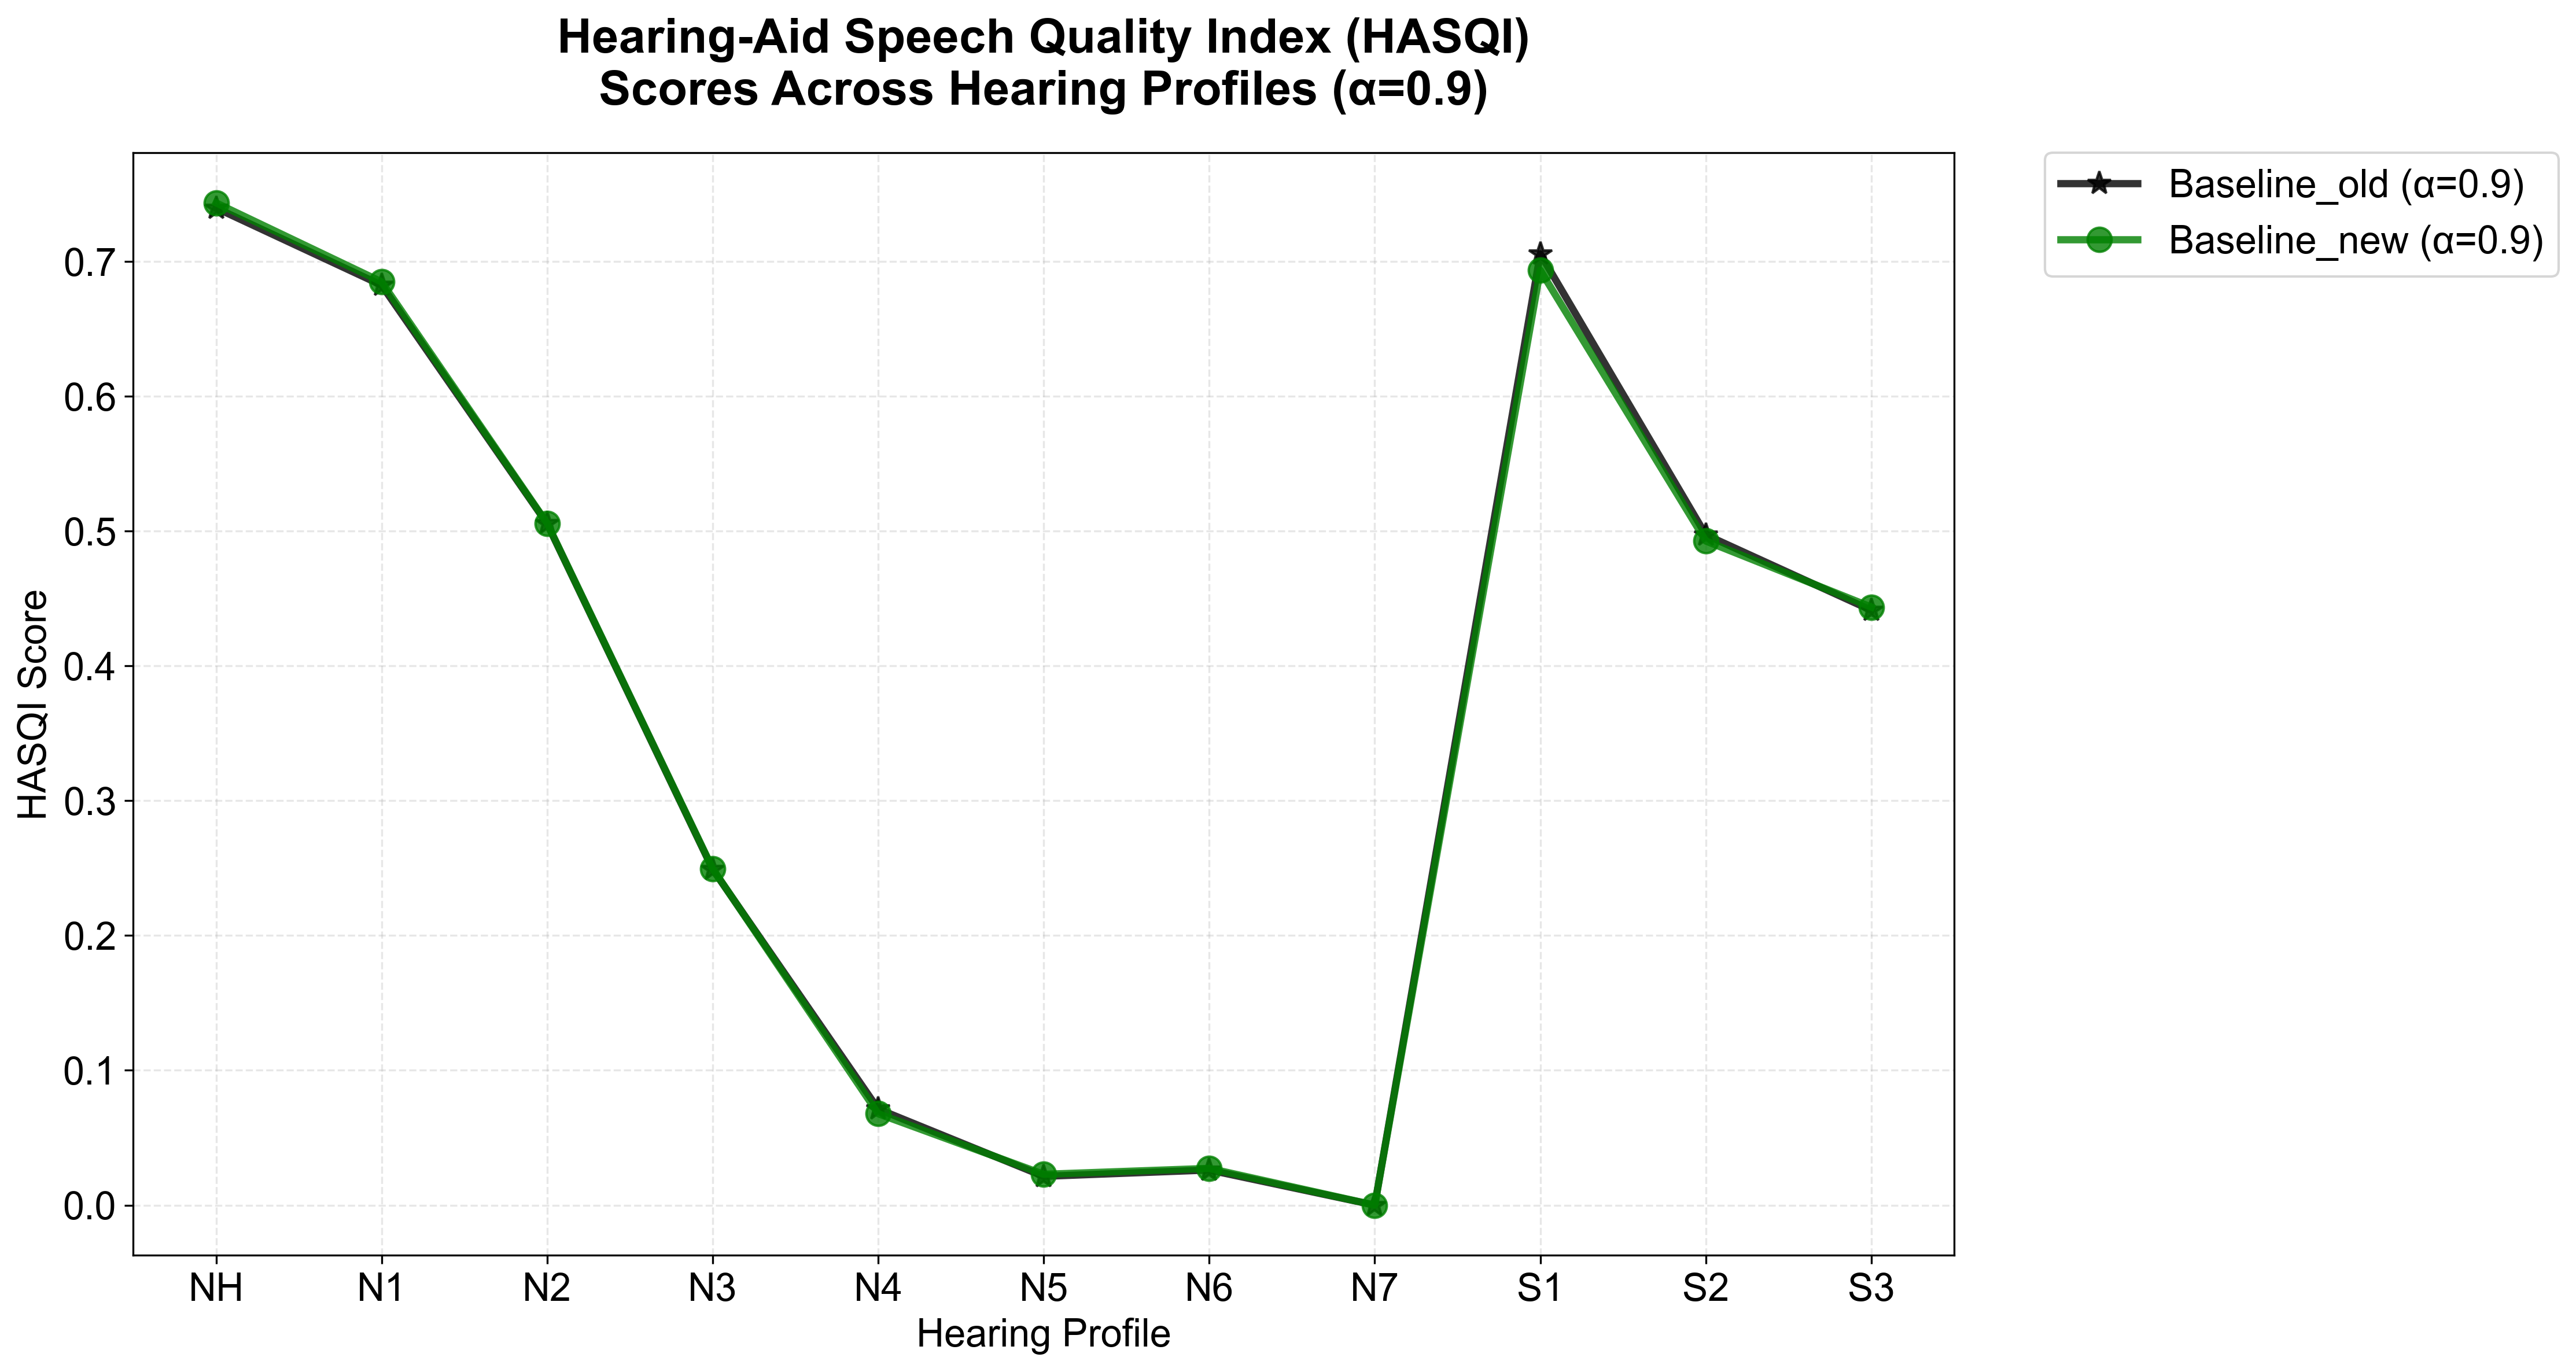 Hearing-Aid Speech Quality Index (HASQI)
Scores Across Hearing Profiles (α=0.9)
Baseline_old (α=0.9)
Baseline_new (α=0.9)
HASQI Score
0.7
0.6
0.5
0.4
0.3
0.2
0.1
0.0
NH N1 N2 N3 N4 N5 N6 N7 S1 S2 S3
Hearing Profile